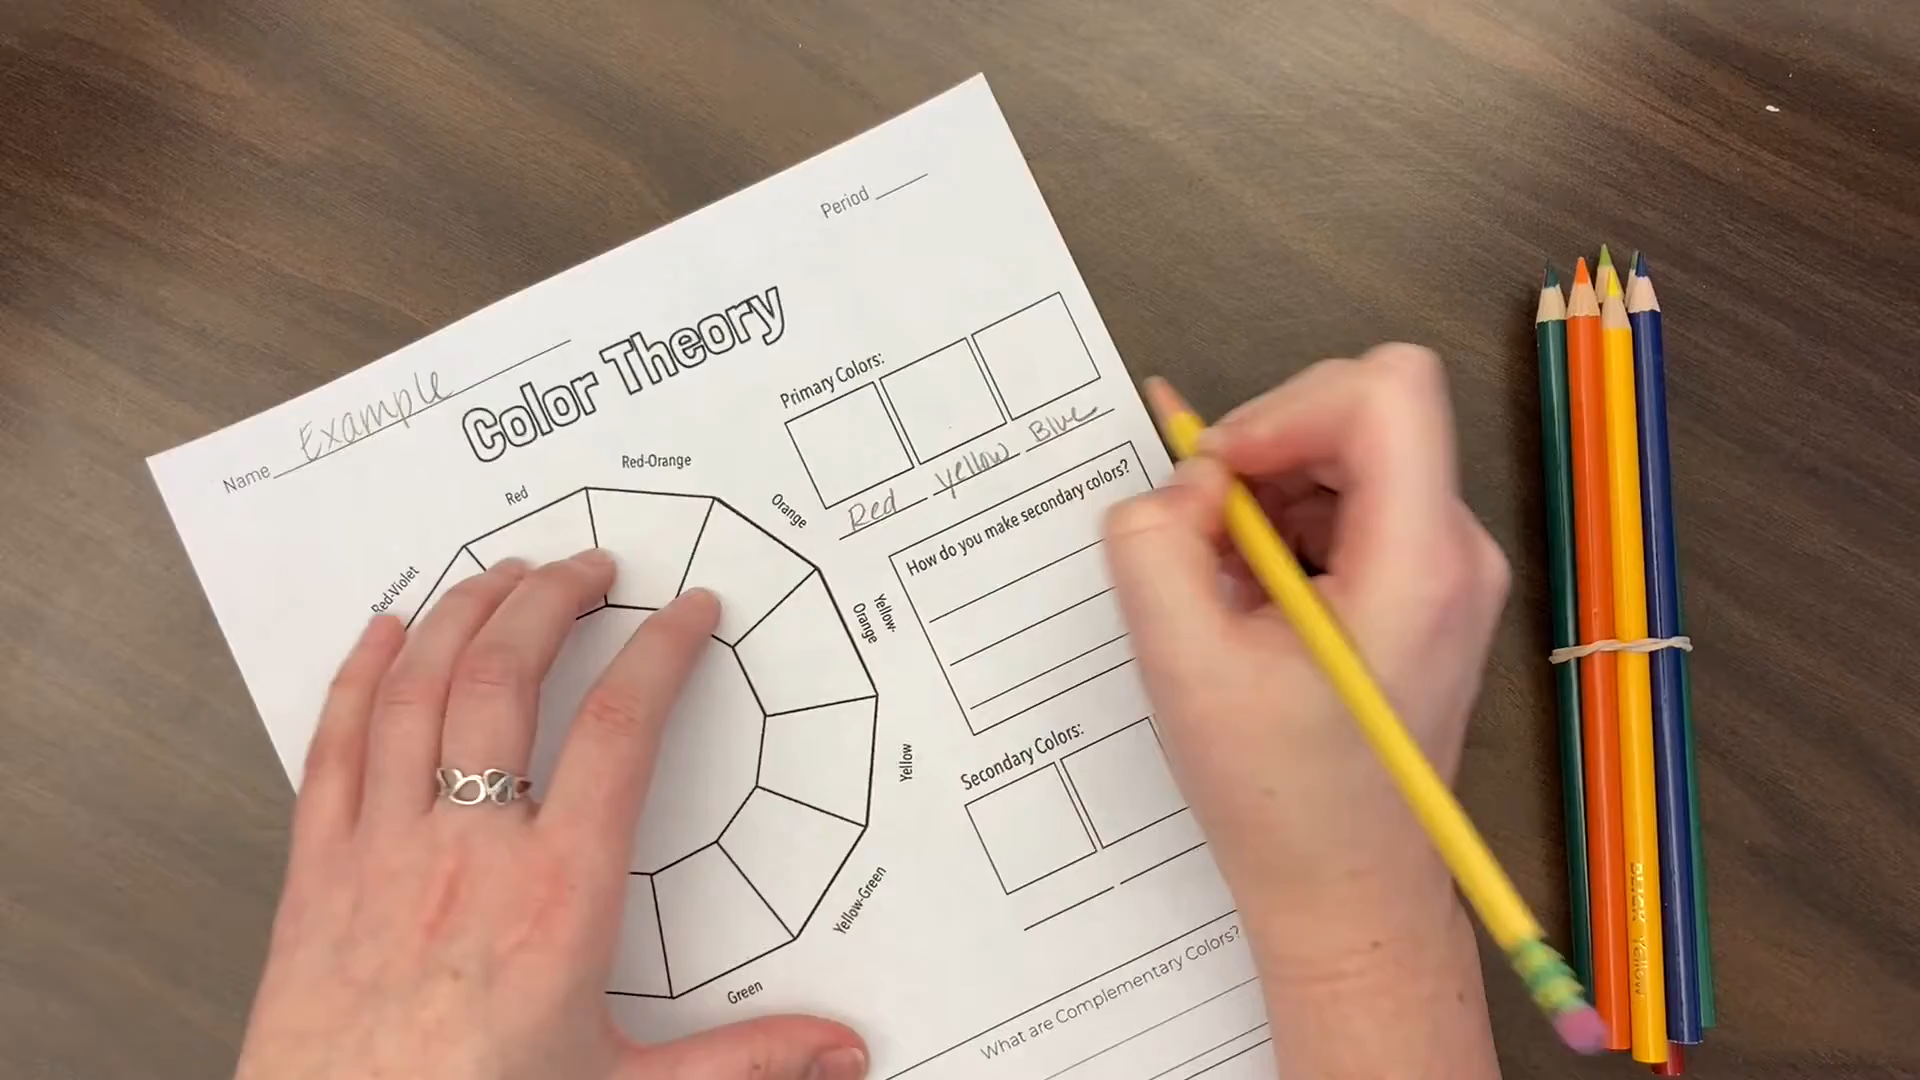 Period
Name Example
Color Theory
Red-Violet
Red
Red-Orange
Orange
Yellow-
Orange
Yellow
Yellow-Green
Green
Primary Colors:
Red yellow Blue
How do you make secondary colors?
Secondary Colors:
What are Complementary Colors?
Yellow